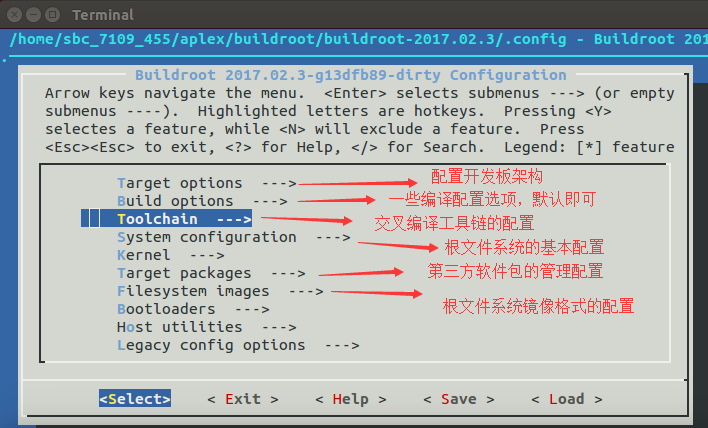 Terminal
/home/sbc_7109_455/aplex/buildroot/buildroot-2017.02.3/.config - Buildroot 201
Buildroot 2017.02.3-g13dfb89-dirty Configuration
Arrow keys navigate the menu. <Enter> selects submenus ---> (or empty
submenus ----). Highlighted letters are hotkeys. Pressing <Y>
selectes a feature, while <N> will exclude a feature. Press
<Esc><Esc> to exit, <?> for Help, </> for Search. Legend: [*] feature
Target options ---> 配置开发板架构
Build options ---> 一些编译配置选项，默认即可
Toolchain ---> 交叉编译工具链的配置
System configuration ---> 根文件系统的基本配置
Kernel --->
Target packages ---> 第三方软件包的管理配置
Filesystem images ---> 根文件系统镜像格式的配置
Bootloaders --->
Host utilities --->
Legacy config options --->
<Select> < Exit > < Help > < Save > < Load >